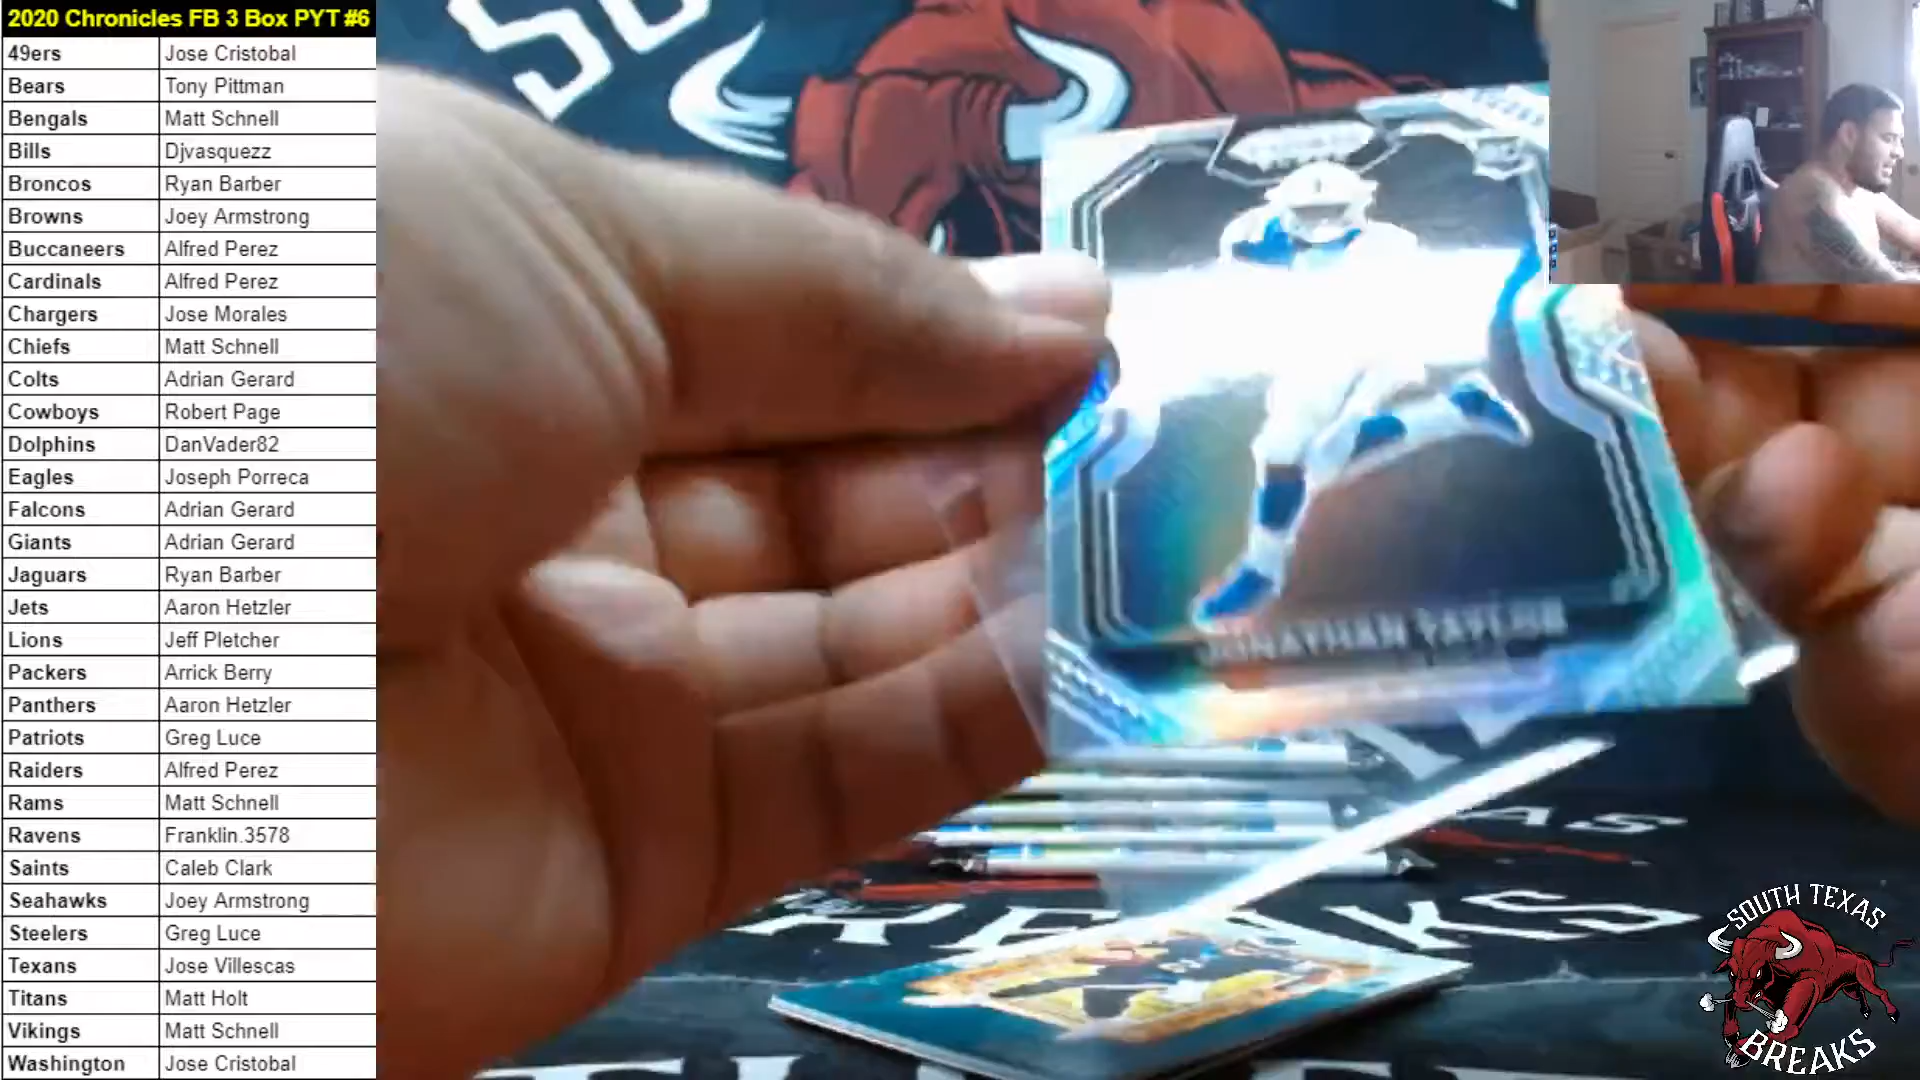 2020 Chronicles FB 3 Box PYT #6
49ers Jose Cristobal
Bears Tony Pittman
Bengals Matt Schnell
Bills Djvasquezz
Broncos Ryan Barber
Browns Joey Armstrong
Buccaneers Alfred Perez
Cardinals Alfred Perez
Chargers Jose Morales
Chiefs Matt Schnell
Colts Adrian Gerard
Cowboys Robert Page
Dolphins DanVader82
Eagles Joseph Porreca
Falcons Adrian Gerard
Giants Adrian Gerard
Jaguars Ryan Barber
Jets Aaron Hetzler
Lions Jeff Pletcher
Packers Arrick Berry
Panthers Aaron Hetzler
Patriots Greg Luce
Raiders Alfred Perez
Rams Matt Schnell
Ravens Franklin.3578
Saints Caleb Clark
Seahawks Joey Armstrong
Steelers Greg Luce
Texans Jose Villescas
Titans Matt Holt
Vikings Matt Schnell
Washington Jose Cristobal
JONATHAN TAYLOR
SOUTH TEXAS
BREAKS